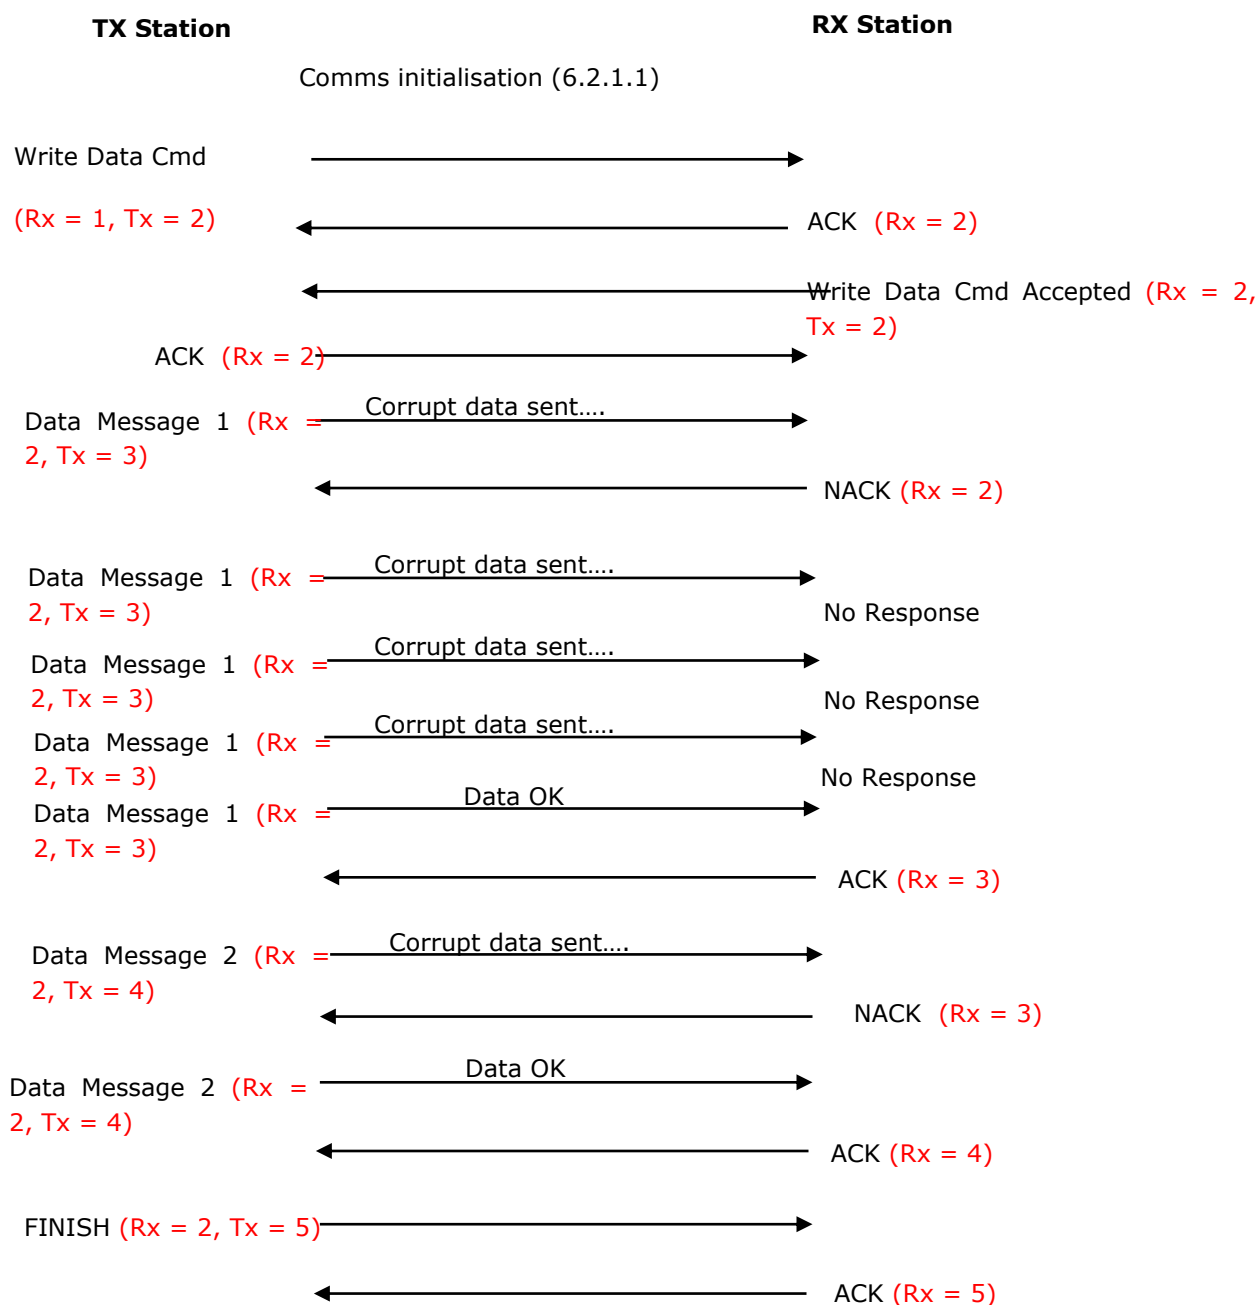 TX Station
RX Station
Comms initialisation (6.2.1.1)
Write Data Cmd
(Rx = 1, Tx = 2)
ACK (Rx = 2)
Write Data Cmd Accepted (Rx = 2,
Tx = 2)
ACK (Rx = 2)
Data Message 1 (Rx =
2, Tx = 3)
Corrupt data sent….
NACK (Rx = 2)
Data Message 1 (Rx =
2, Tx = 3)
Corrupt data sent….
No Response
Data Message 1 (Rx =
2, Tx = 3)
Corrupt data sent….
No Response
Data Message 1 (Rx =
2, Tx = 3)
Corrupt data sent….
No Response
Data Message 1 (Rx =
2, Tx = 3)
Data OK
ACK (Rx = 3)
Data Message 2 (Rx =
2, Tx = 4)
Corrupt data sent….
NACK (Rx = 3)
Data Message 2 (Rx =
2, Tx = 4)
Data OK
ACK (Rx = 4)
FINISH (Rx = 2, Tx = 5)
ACK (Rx = 5)